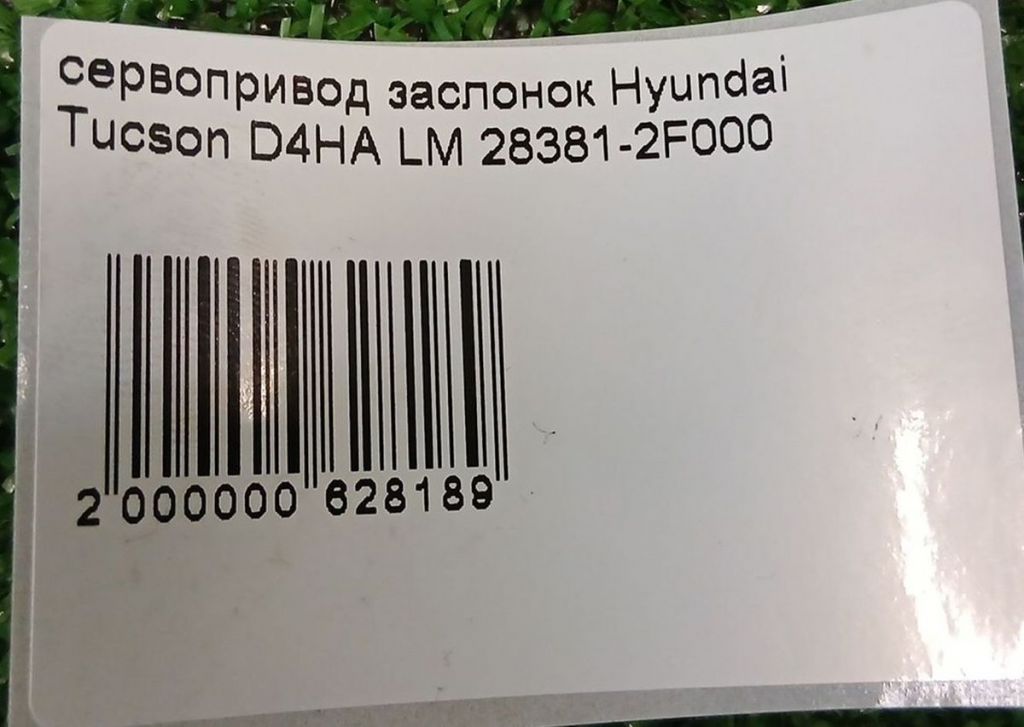 сервопривод заслонок Hyundai
Tucson D4HA LM 28381-2F000
2 000000 628189